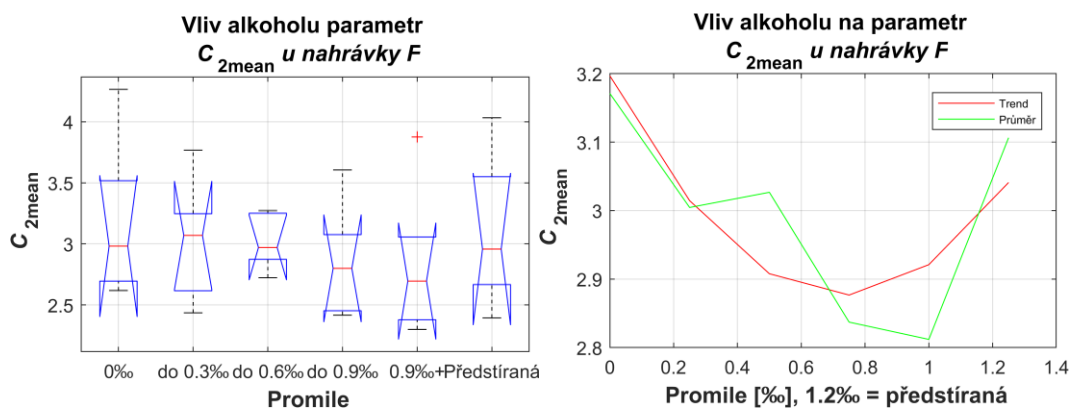 Vliv alkoholu parametr
C 2mean u nahrávky F
4
3.5
3
2.5
C 2mean
0‰ do 0.3‰ do 0.6‰ do 0.9‰ 0.9‰+Předstíraná
Promile
Vliv alkoholu na parametr
C 2mean u nahrávky F
3.2
3.1
3
2.9
2.8
C 2mean
Trend
Průměr
0 0.2 0.4 0.6 0.8 1 1.2 1.4
Promile [‰], 1.2‰ = předstíraná